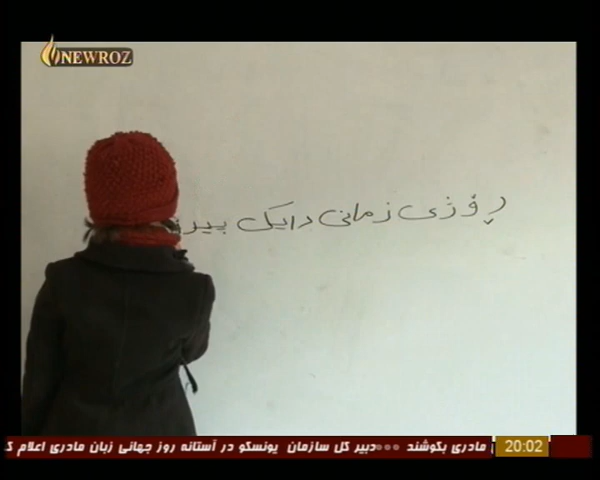 NEWROZ
ڕۆژی زمانی دایک بیر
مادری بکوشند ●●● دبیر کل سازمان یونسکو در آستانه روز جهانی زبان مادری اعلام ک
20:02